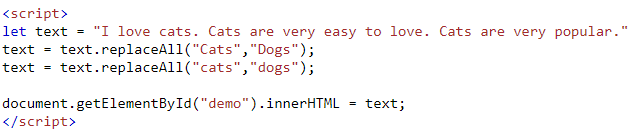 <script>
let text = "I love cats. Cats are very easy to love. Cats are very popular."
text = text.replaceAll("Cats","Dogs");
text = text.replaceAll("cats","dogs");
document.getElementById("demo").innerHTML = text;
</script>